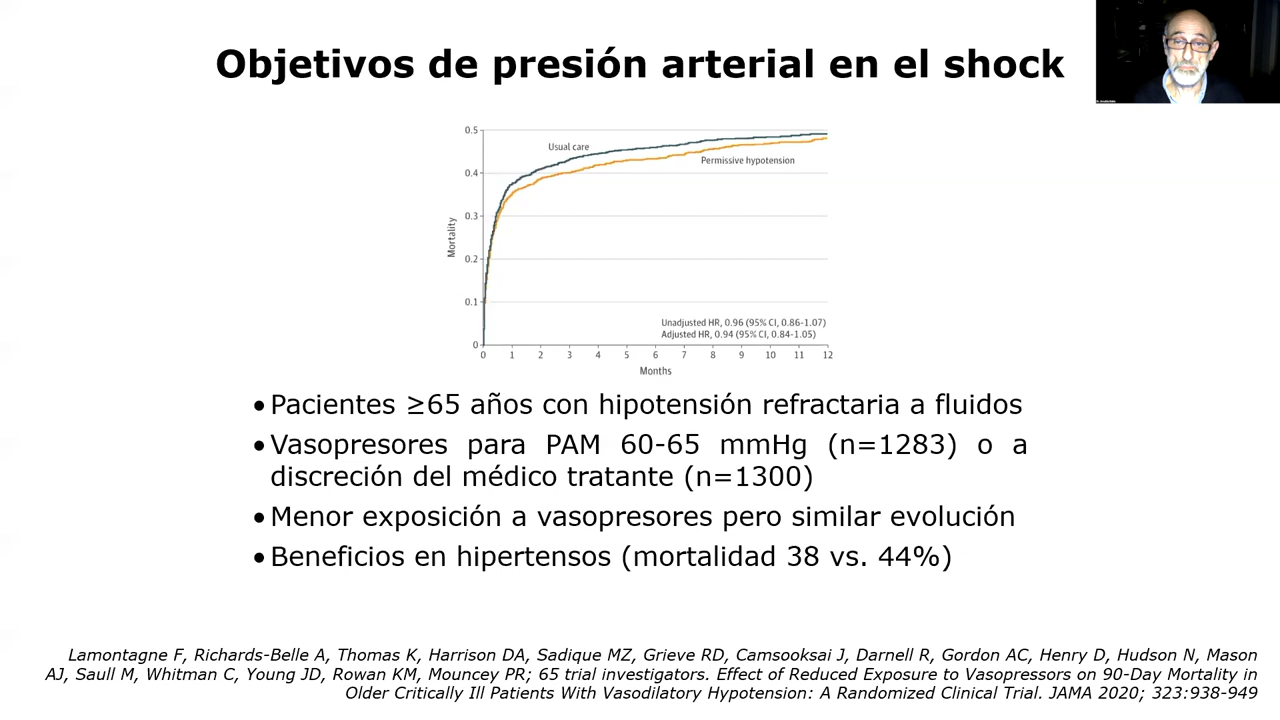 Objetivos de presión arterial en el shock
0.5
0.4
0.3
0.2
0.1
0
Mortality
Usual care
Permissive hypotension
Unadjusted HR, 0.96 (95% CI, 0.86-1.07)
Adjusted HR, 0.94 (95% CI, 0.84-1.05)
0 1 2 3 4 5 6 7 8 9 10 11 12
Months
•Pacientes ≥65 años con hipotensión refractaria a fluidos
•Vasopresores para PAM 60-65 mmHg (n=1283) o a
discreción del médico tratante (n=1300)
•Menor exposición a vasopresores pero similar evolución
•Beneficios en hipertensos (mortalidad 38 vs. 44%)
Lamontagne F, Richards-Belle A, Thomas K, Harrison DA, Sadique MZ, Grieve RD, Camsooksai J, Darnell R, Gordon AC, Henry D, Hudson N, Mason
AJ, Saull M, Whitman C, Young JD, Rowan KM, Mouncey PR; 65 trial investigators. Effect of Reduced Exposure to Vasopressors on 90-Day Mortality in
Older Critically Ill Patients With Vasodilatory Hypotension: A Randomized Clinical Trial. JAMA 2020; 323:938-949